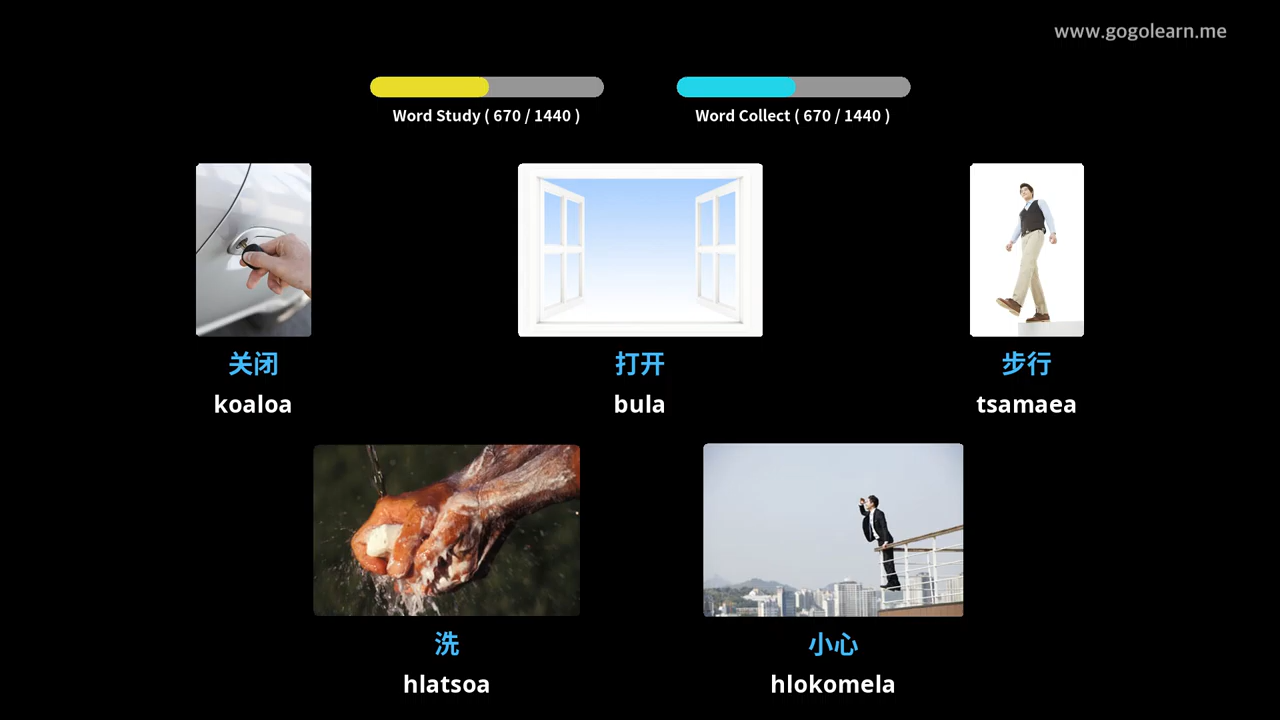 www.gogolearn.me
Word Study ( 670 / 1440 )
Word Collect ( 670 / 1440 )
关闭
koaloa
打开
bula
步行
tsamaea
洗
hlatsoa
小心
hlokomela